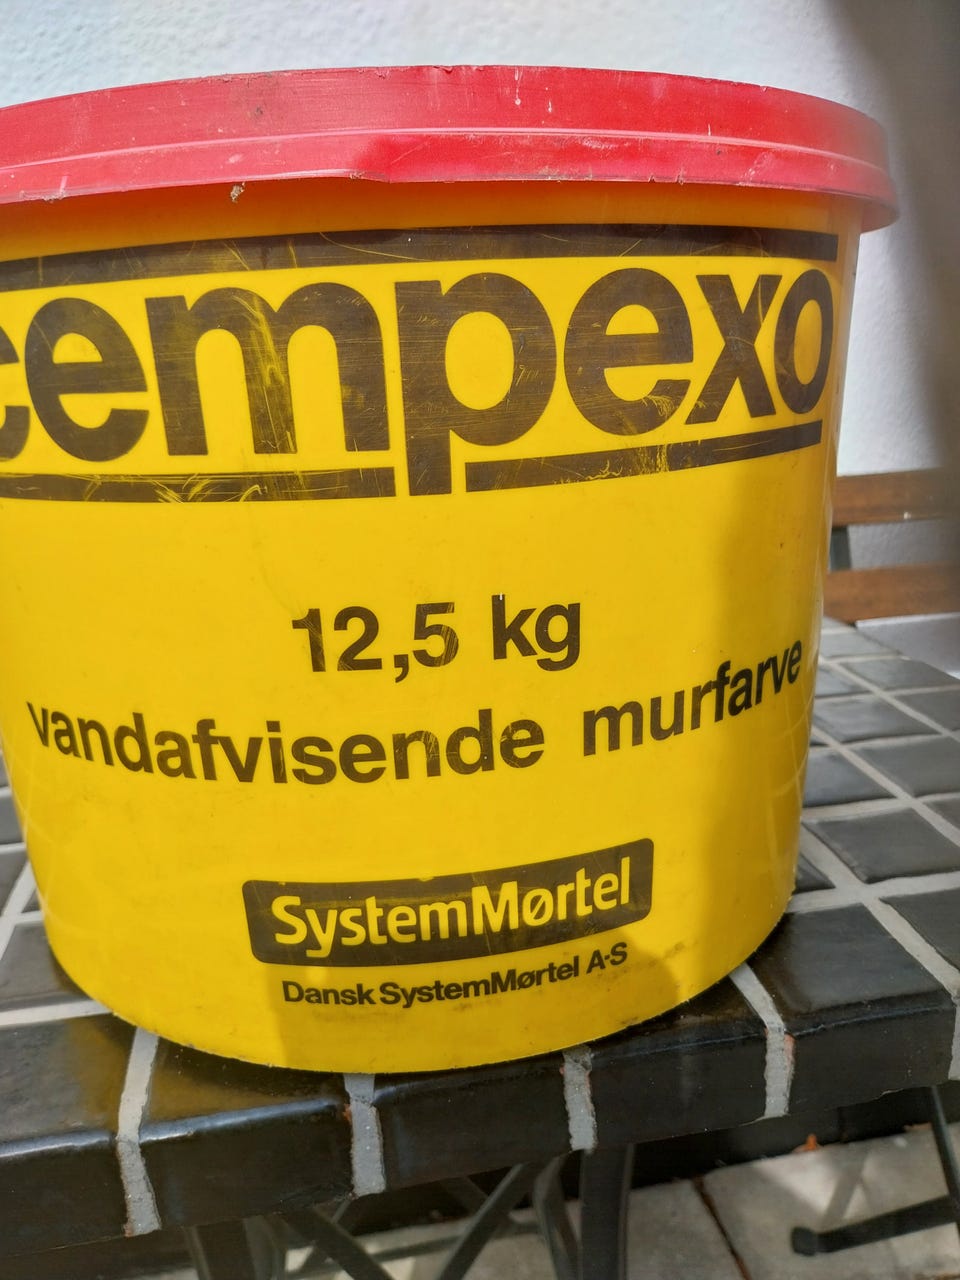 cempexo
12,5 kg
vandafvisende murfarve
SystemMørtel
Dansk SystemMørtel A-S